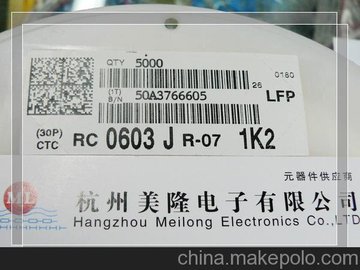 QTY 5000
26 0180
(1T) B/N 50A3766605 LFP
(30P) CTC RC 0603 J R-07 1K2
元器件供应商
ML 杭州美隆电子有限公司
Hangzhou Meilong Electronics Co.,LTD
china.makepolo.com